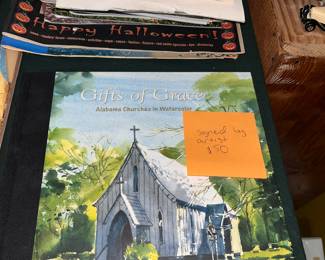 Happy Halloween!
Gifts of Grace
Alabama Churches in Watercolor
signed by
artist
$50